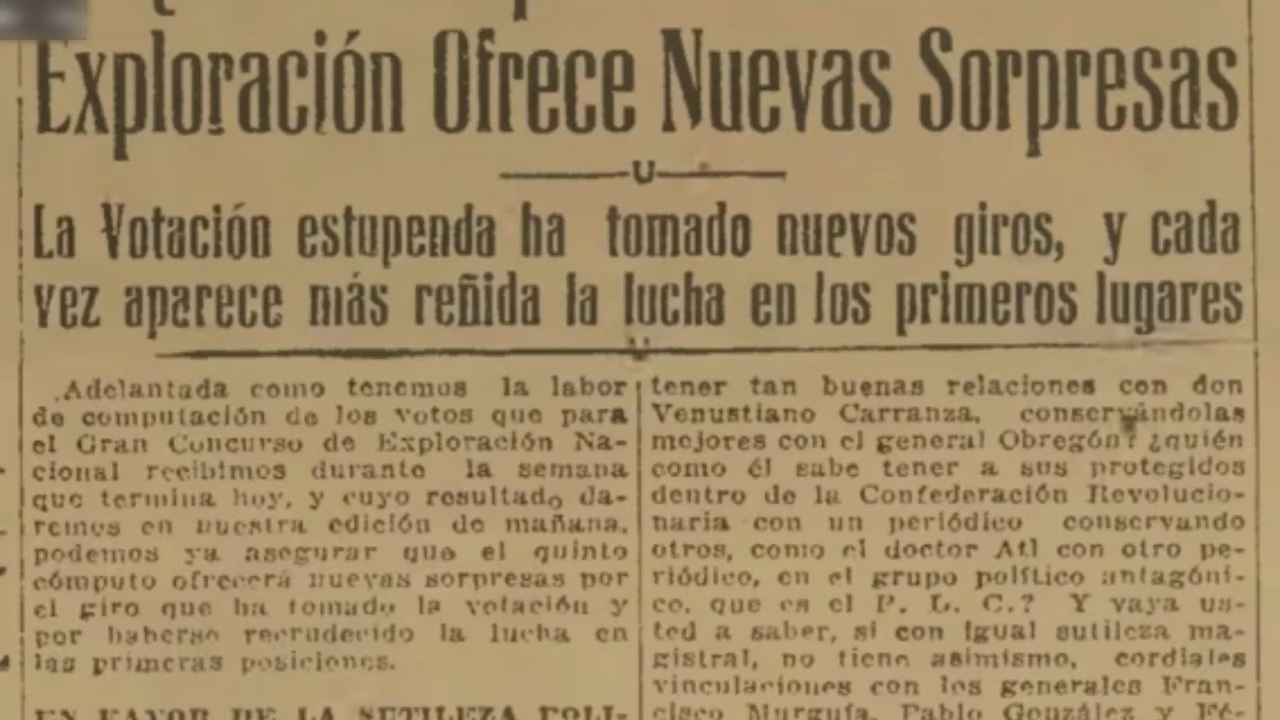 Exploración Ofrece Nuevas Sorpresas
La Votación estupenda ha tomado nuevos giros, y cada
vez aparece más reñida la lucha en los primeros lugares
Adelantada como tenemos la labor
de computación de los votos que para
el Gran Concurso de Exploración Na-
cional recibimos durante la semana
que termina hoy, y cuyo resultado da-
remos en nuestra edición de mañana,
podemos ya asegurar que el quinto
cómputo ofrecerá nuevas sorpresas por
el giro que ha tomado la votación y
por haberse recrudecido la lucha en
las primeras posiciones.
EN FAVOR DE LA SUTILEZA POLI-
tener tan buenas relaciones con don
Venustiano Carranza, conservándolas
mejores con el general Obregón? ¿quién
como él sabe tener a sus protegidos
dentro de la Confederación Revolucio-
naria con un periódico conservando
otros, como el doctor Atl con otro pe-
riódico, en el grupo político antagóni-
co, que es el P. L. C.? Y vaya us-
ted a saber, si con igual sutileza ma-
gistral, no tiene asimismo, cordiales
vinculaciones con los generales Fran-
cisco Murguía, Pablo González y Fé-